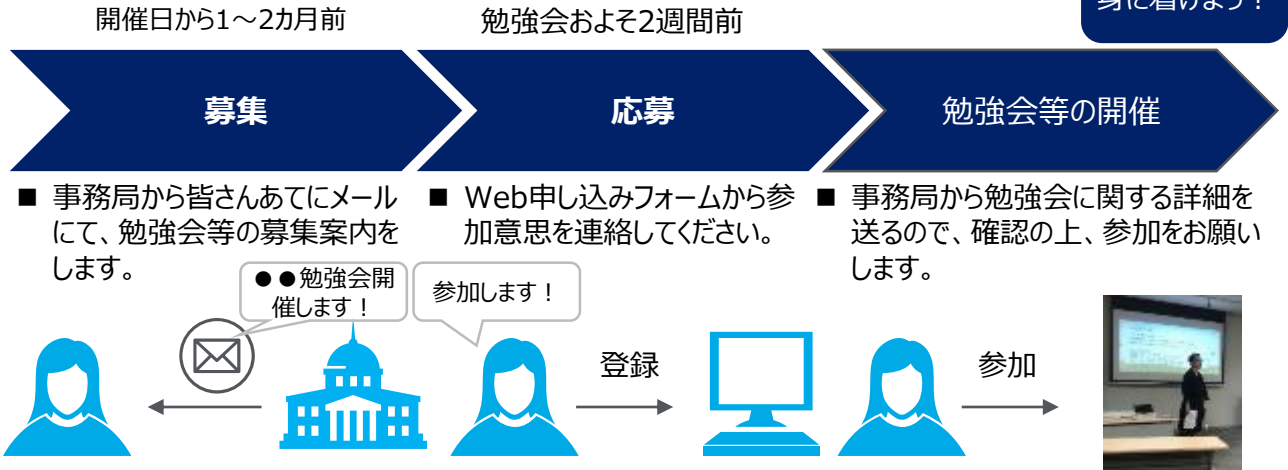 開催日から1～2カ月前
勉強会およそ2週間前
身に着けよう！
募集
応募
勉強会等の開催
■ 事務局から皆さんあてにメール
にて、勉強会等の募集案内を
します。
■ Web申し込みフォームから参
加意思を連絡してください。
■ 事務局から勉強会に関する詳細を
送るので、確認の上、参加をお願い
します。
●●勉強会開
催します！
参加します！
登録
参加